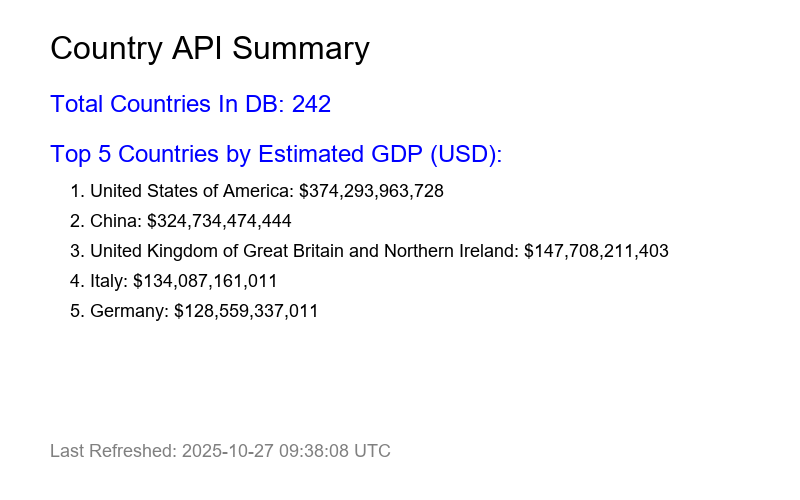 Country API Summary
Total Countries In DB: 242
Top 5 Countries by Estimated GDP (USD):
1. United States of America: $374,293,963,728
2. China: $324,734,474,444
3. United Kingdom of Great Britain and Northern Ireland: $147,708,211,403
4. Italy: $134,087,161,011
5. Germany: $128,559,337,011
Last Refreshed: 2025-10-27 09:38:08 UTC